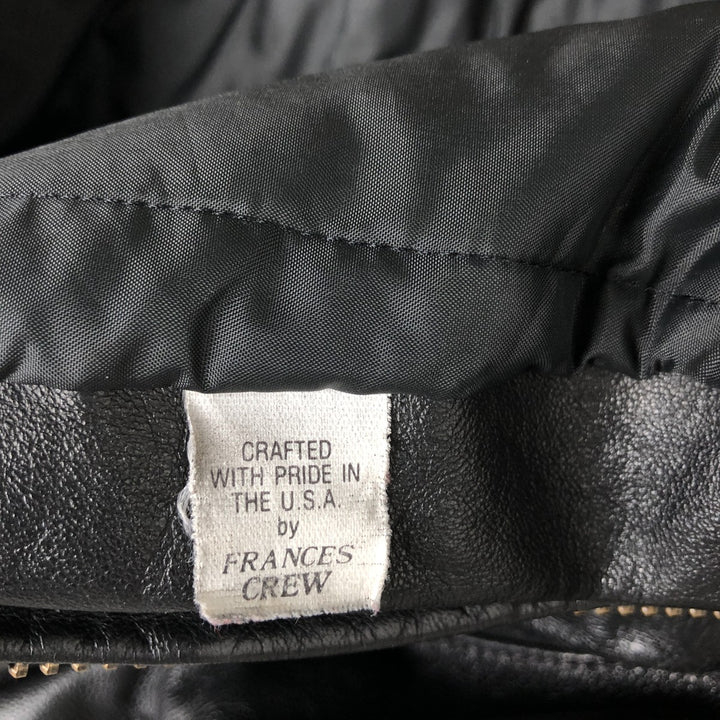 CRAFTED
WITH PRIDE IN
THE U.S.A.
by
FRANCES
CREW